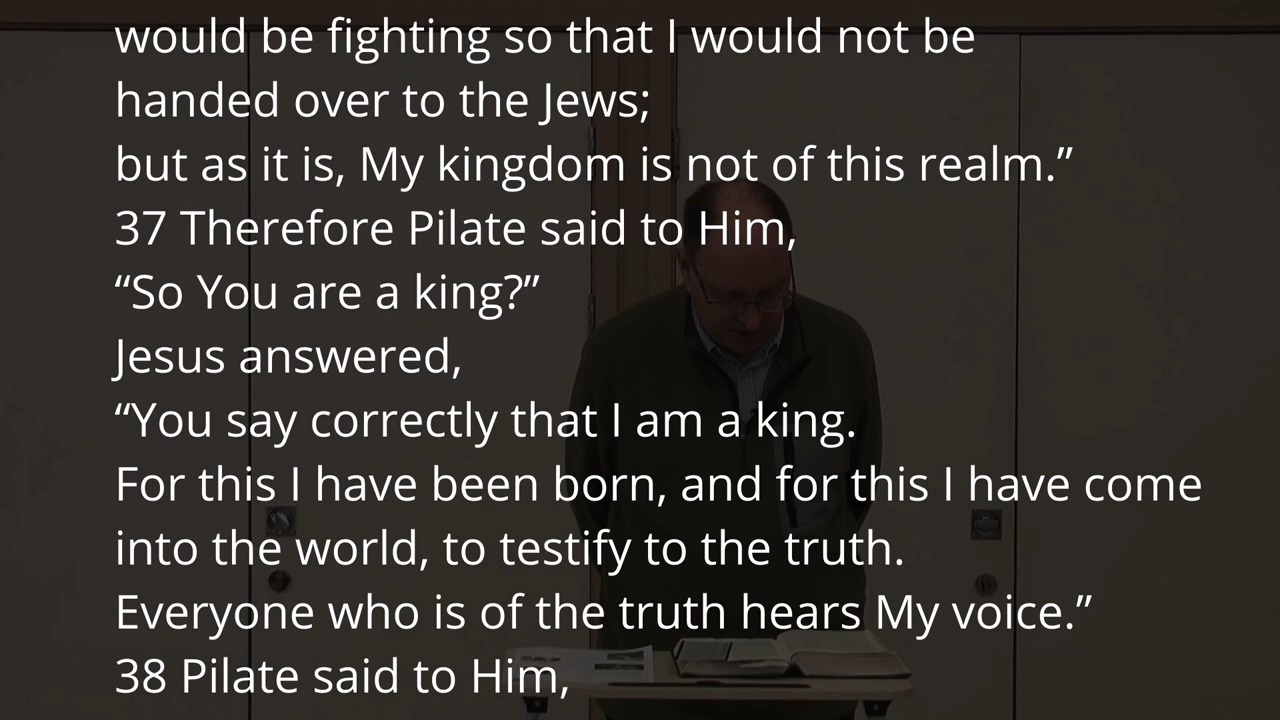 would be fighting so that I would not be
handed over to the Jews;
but as it is, My kingdom is not of this realm.”
37 Therefore Pilate said to Him,
“So You are a king?”
Jesus answered,
“You say correctly that I am a king.
For this I have been born, and for this I have come
into the world, to testify to the truth.
Everyone who is of the truth hears My voice.”
38 Pilate said to Him,